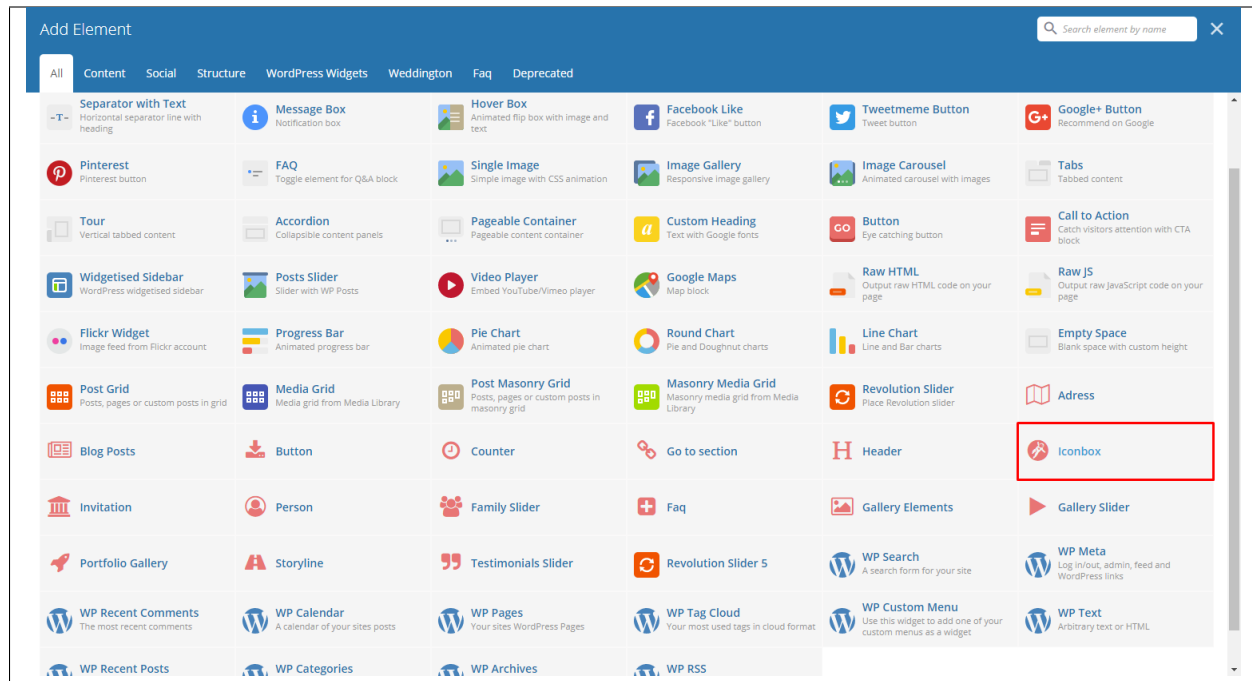 Add Element
Search element by name
All Content Social Structure WordPress Widgets Weddington Faq Deprecated
Separator with Text
Horizontal separator line with
heading
Message Box
Notification box
Hover Box
Animated flip box with image and
text
Facebook Like
Facebook "Like" button
Tweetmeme Button
Tweet button
Google+ Button
Recommend on Google
Pinterest
Pinterest button
FAQ
Toggle element for Q&A block
Single Image
Simple image with CSS animation
Image Gallery
Responsive image gallery
Image Carousel
Animated carousel with images
Tabs
Tabbed content
Tour
Vertical tabbed content
Accordion
Collapsible content panels
Pageable Container
Pageable content container
Custom Heading
Text with Google fonts
GO
Button
Eye catching button
Call to Action
Catch visitors attention with CTA
block
Widgetised Sidebar
WordPress widgetised sidebar
Posts Slider
Slider with WP Posts
Video Player
Embed YouTube/Vimeo player
Google Maps
Map block
Raw HTML
Output raw HTML code on your
page
Raw JS
Output raw JavaScript code on your
page
Flickr Widget
Image feed from Flickr account
Progress Bar
Animated progress bar
Pie Chart
Animated pie chart
Round Chart
Pie and Doughnut charts
Line Chart
Line and Bar charts
Empty Space
Blank space with custom height
Post Grid
Posts, pages or custom posts in grid
Media Grid
Media grid from Media Library
Post Masonry Grid
Posts, pages or custom posts in
masonry grid
Masonry Media Grid
Masonry media grid from Media
Library
Revolution Slider
Place Revolution slider
Adress
Blog Posts
Button
Counter
Go to section
H Header
Iconbox
Invitation
Person
Family Slider
Faq
Gallery Elements
Gallery Slider
Portfolio Gallery
Storyline
Testimonials Slider
Revolution Slider 5
WP Search
A search form for your site
WP Meta
Log in/out, admin, feed and
WordPress links
WP Recent Comments
The most recent comments
WP Calendar
A calendar of your sites posts
WP Pages
Your sites WordPress Pages
WP Tag Cloud
Your most used tags in cloud format
WP Custom Menu
Use this widget to add one of your
custom menus as a widget
WP Text
Arbitrary text or HTML
WP Recent Posts
WP Categories
WP Archives
WP RSS